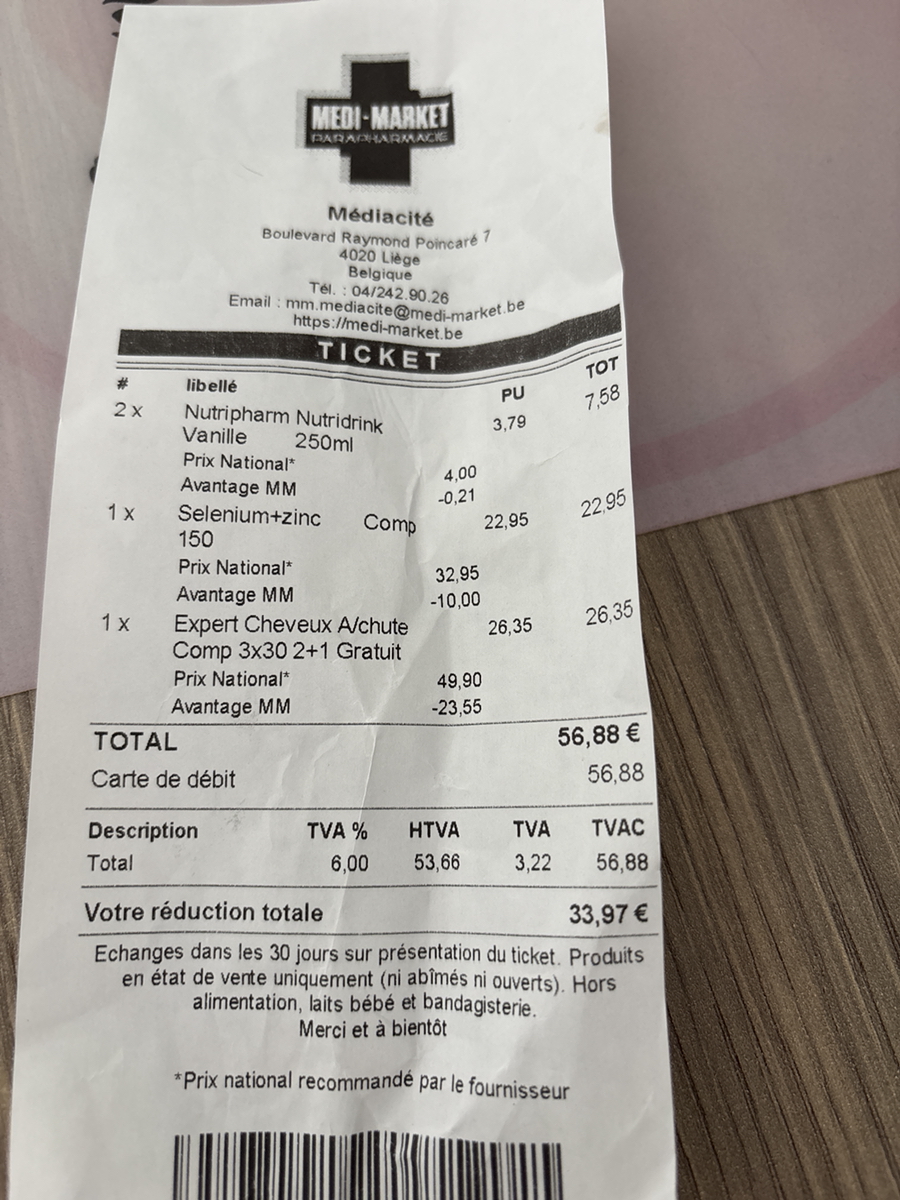 MEDI-MARKET
PARAPHARMACIE
Médiacité
Boulevard Raymond Poincaré 7
4020 Liège
Belgique
Tél. : 04/242.90.26
Email : mm.mediacite@medi-market.be
https://medi-market.be
TICKET
# libellé PU TOT
2 x Nutripharm Nutridrink 3,79 7,58
Vanille 250ml
Prix National* 4,00
Avantage MM -0,21
1 x Selenium+zinc Comp 22,95 22,95
150
Prix National* 32,95
Avantage MM -10,00
1 x Expert Cheveux A/chute 26,35 26,35
Comp 3x30 2+1 Gratuit
Prix National* 49,90
Avantage MM -23,55
TOTAL 56,88 €
Carte de débit 56,88
Description TVA % HTVA TVA TVAC
Total 6,00 53,66 3,22 56,88
Votre réduction totale 33,97 €
Echanges dans les 30 jours sur présentation du ticket. Produits
en état de vente uniquement (ni abîmés ni ouverts). Hors
alimentation, laits bébé et bandagisterie.
Merci et à bientôt
*Prix national recommandé par le fournisseur